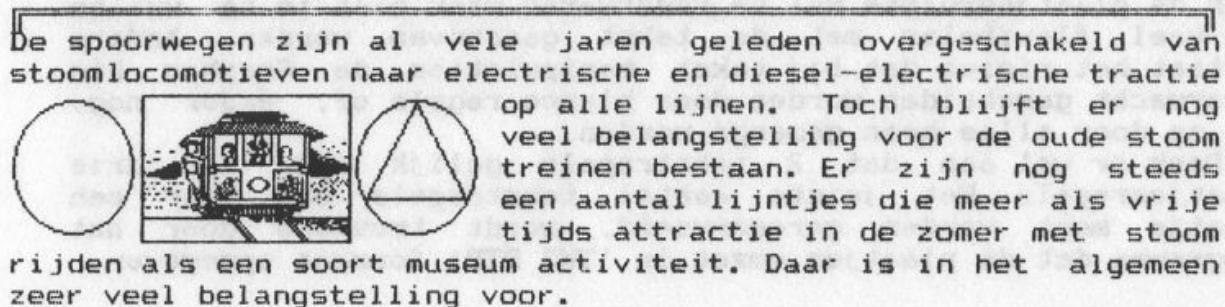 De spoorwegen zijn al vele jaren geleden overgeschakeld van
stoomlocomotieven naar electrische en diesel-electrische tractie
op alle lijnen. Toch blijft er nog
veel belangstelling voor de oude stoom
treinen bestaan. Er zijn nog steeds
een aantal lijntjes die meer als vrije
tijds attractie in de zomer met stoom
rijden als een soort museum activiteit. Daar is in het algemeen
zeer veel belangstelling voor.